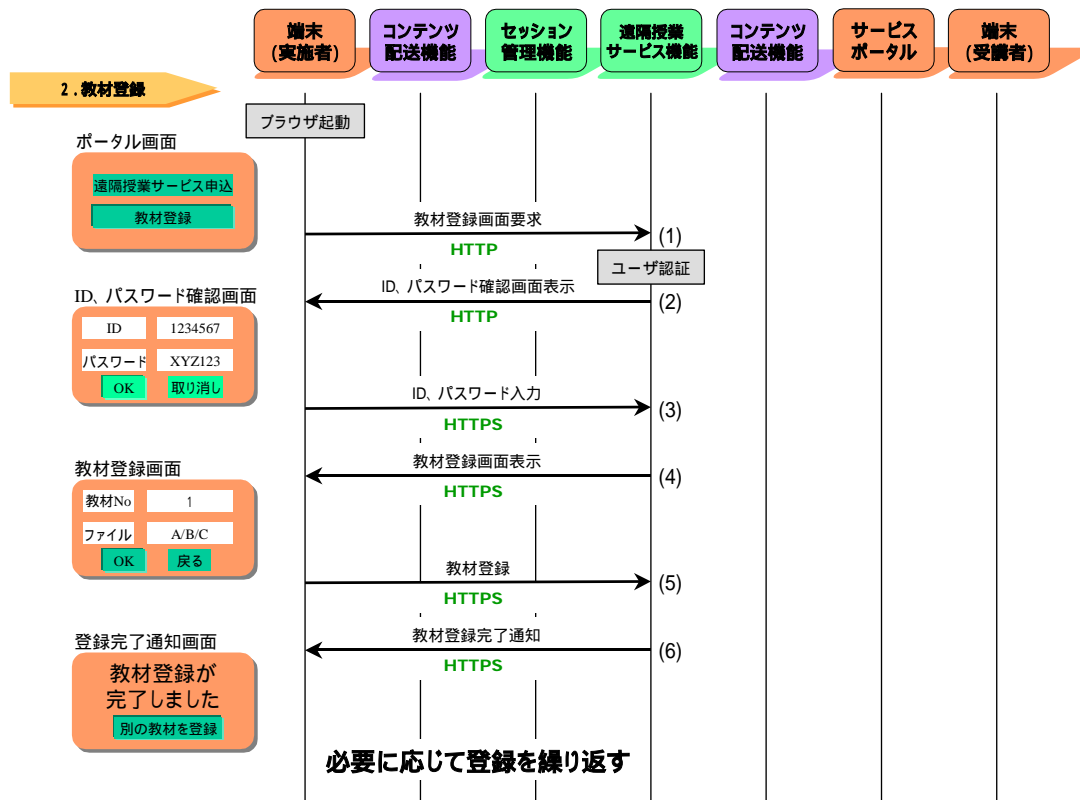 端末
(実施者)
コンテンツ
配送機能
セッション
管理機能
遠隔授業
サービス機能
コンテンツ
配送機能
サービス
ポータル
端末
(受講者)
2.教材登録
ブラウザ起動
ポータル画面
遠隔授業サービス申込
教材登録
教材登録画面要求
HTTP
(1)
ユーザ認証
ID、パスワード確認画面表示
HTTP
(2)
ID、パスワード確認画面
ID
1234567
パスワード
XYZ123
OK
取り消し
ID、パスワード入力
HTTPS
(3)
教材登録画面表示
HTTPS
(4)
教材登録画面
教材No
1
ファイル
A/B/C
OK
戻る
教材登録
HTTPS
(5)
教材登録完了通知
HTTPS
(6)
登録完了通知画面
教材登録が
完了しました
別の教材を登録
必要に応じて登録を繰り返す